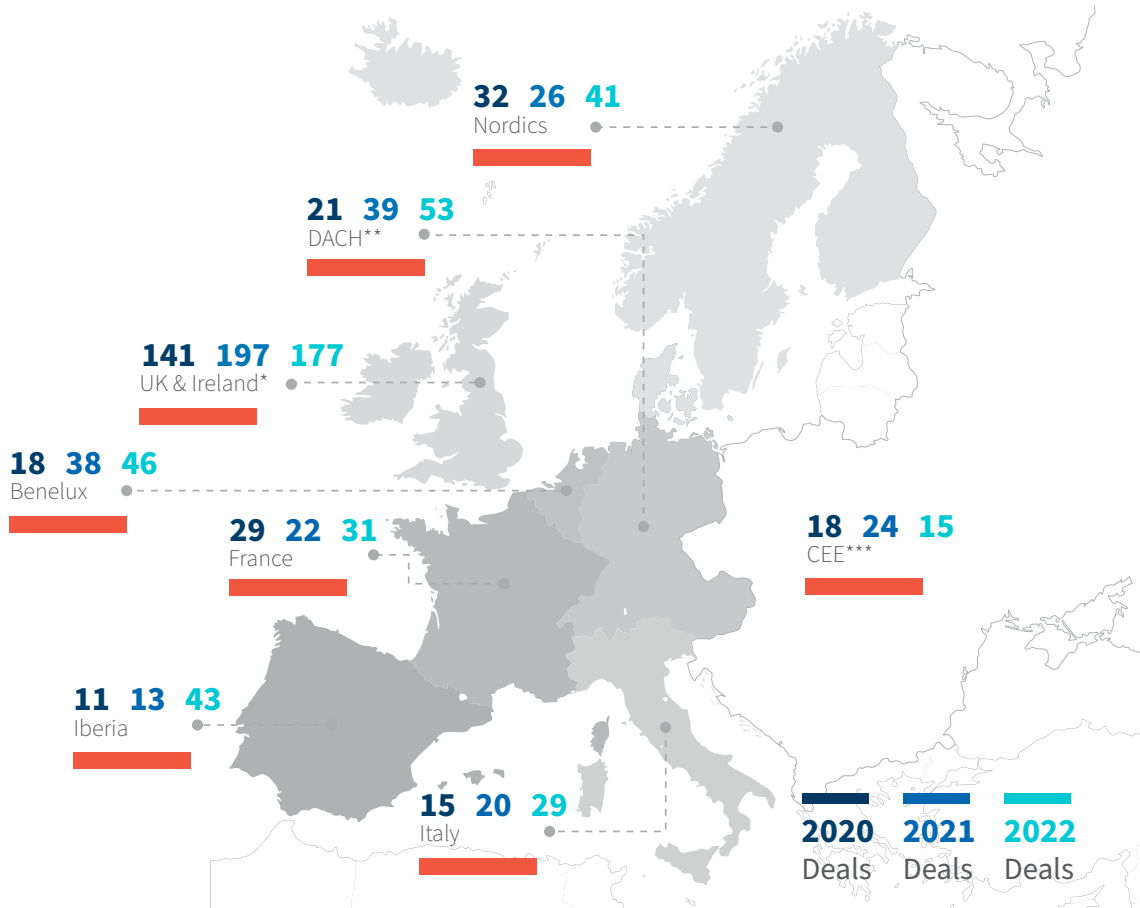 32 26 41
Nordics
21 39 53
DACH**
141 197 177
UK & Ireland*
18 38 46
Benelux
29 22 31
France
18 24 15
CEE***
11 13 43
Iberia
15 20 29
Italy
2020 2021 2022
Deals Deals Deals